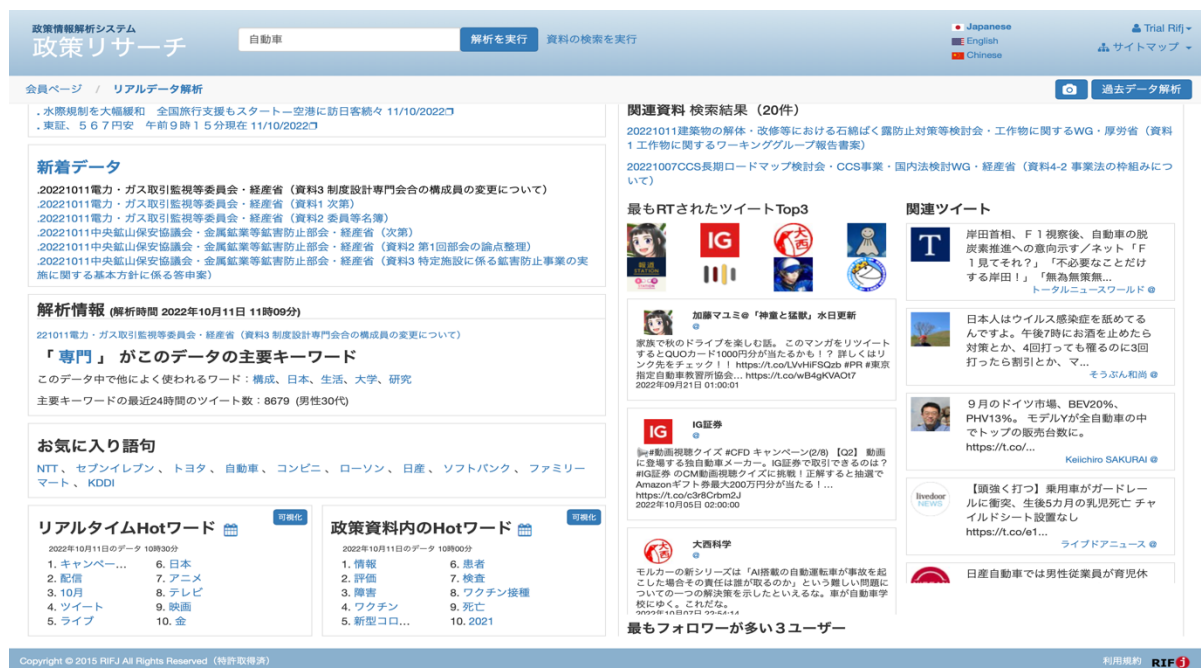 政策情報解析システム
政策リサーチ
自動車
解析を実行
資料の検索を実行
Japanese
English
Chinese
Trial Rifj
サイトマップ
会員ページ / リアルデータ解析
過去データ解析
. 水際規制を大幅緩和 全国旅行支援もスタート―空港に訪日客続々 11/10/2022
. 東証、５６７円安 午前９時１５分現在 11/10/2022
新着データ
.20221011電力・ガス取引監視等委員会・経産省（資料3 制度設計専門会合の構成員の変更について）
.20221011電力・ガス取引監視等委員会・経産省（資料1 次第）
.20221011電力・ガス取引監視等委員会・経産省（資料2 委員等名簿）
.20221011中央鉱山保安協議会・金属鉱業等鉱害防止部会・経産省（次第）
.20221011中央鉱山保安協議会・金属鉱業等鉱害防止部会・経産省（資料2 第1回部会の論点整理）
.20221011中央鉱山保安協議会・金属鉱業等鉱害防止部会・経産省（資料3 特定施設に係る鉱害防止事業の実
施に関する基本方針に係る答申案）
解析情報 (解析時間 2022年10月11日 11時09分)
221011電力・ガス取引監視等委員会・経産省（資料3 制度設計専門会合の構成員の変更について）
「 専門 」 がこのデータの主要キーワード
このデータ中で他によく使われるワード：構成、日本、生活、大学、研究
主要キーワードの最近24時間のツイート数：8679 (男性30代)
お気に入り語句
NTT 、 セブンイレブン 、 トヨタ 、 自動車 、 コンビニ 、 ローソン 、 日産 、 ソフトバンク 、 ファミリー
マート 、 KDDI
リアルタイムHotワード
可視化
2022年10月11日のデータ 10時30分
1. キャンペー...
2. 配信
3. 10月
4. ツイート
5. ライブ
6. 日本
7. アニメ
8. テレビ
9. 映画
10. 金
政策資料内のHotワード
可視化
2022年10月11日のデータ 10時00分
1. 情報
2. 評価
3. 障害
4. ワクチン
5. 新型コロ...
6. 患者
7. 検査
8. ワクチン接種
9. 死亡
10. 2021
関連資料 検索結果（20件）
20221011建築物の解体・改修等における石綿ばく露防止対策等検討会・工作物に関するWG・厚労省（資料
1 工作物に関するワーキンググループ報告書案）
20221007CCS長期ロードマップ検討会・CCS事業・国内法検討WG・経産省（資料4-2 事業法の枠組みにつ
いて）
最もRTされたツイートTop3
IG
大西
報道
STATION
加藤マユミ@「神童と猛獣」水日更新
@
家族で秋のドライブを楽しむ話。 このマンガをリツイート
するとQUOカード1000円分が当たるかも！？ 詳しくはリ
ンク先をチェック！！ https://t.co/LVvHiFSQzb #PR #東京
指定自動車教習所協会… https://t.co/wB4gKVAOt7
2022年09月21日 01:00:01
IG
IG証券
@
#動画視聴クイズ #CFD キャンペーン(2/8) 【Q2】 動画
に登場する独自動車メーカー。IG証券で取引できるのは？
#IG証券 のCM動画視聴クイズに挑戦！正解すると抽選で
Amazonギフト券最大200万円分が当たる！…
https://t.co/c3r8Crbm2J
2022年10月05日 02:00:00
大西
大西科学
@
モルカーの新シリーズは「AI搭載の自動運転車が事故を起
こした場合その責任は誰が取るのか」という難しい問題に
ついての一つの解決策を示したといえるな。車が自動車学
校にゆく。これだな。
2022年10月07日 22:54:14
最もフォロワーが多い３ユーザー
関連ツイート
T
岸田首相、Ｆ１視察後、自動車の脱
炭素推進への意向示す／ネット「Ｆ
１見てそれ？」「不必要なことだけ
する岸田！」「無為無策無...
トータルニュースワールド @
日本人はウイルス感染症を舐めてる
んですよ。午後7時にお酒を止めたら
対策とか、4回打っても罹るのに3回
打ったら割引とか、マ...
そうぶん和尚 @
９月のドイツ市場、BEV20%、
PHV13%。 モデルYが全自動車の中
でトップの販売台数に。
https://t.co/...
Keiichiro SAKURAI @
livedoor
NEWS
【頭強く打つ】乗用車がガードレー
ルに衝突、生後5カ月の乳児死亡 チャ
イルドシート設置なし
https://t.co/e1...
ライブドアニュース @
日産自動車では男性従業員が育児休
Copyright © 2015 RIFJ All Rights Reserved（特許取得済）
利用規約
RIFJ